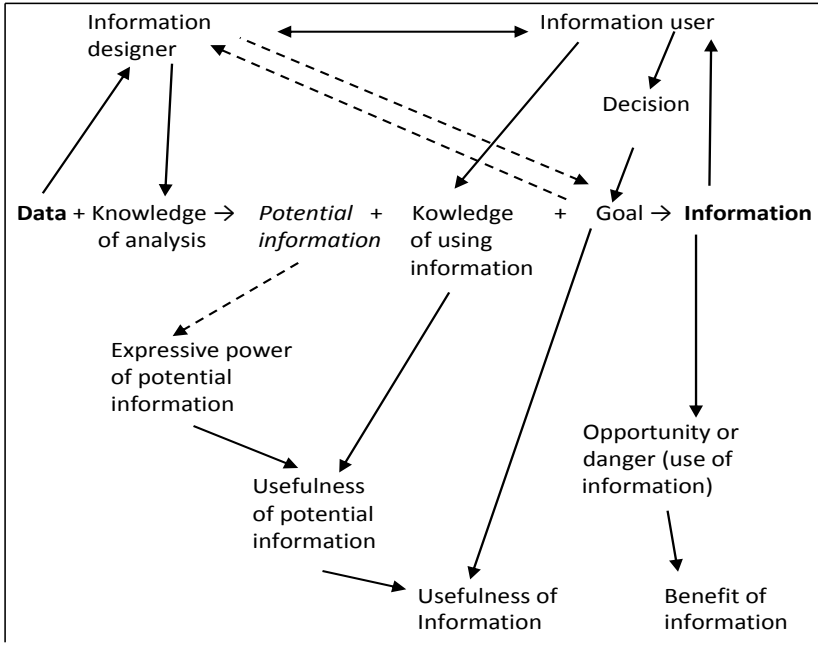 Information
designer
Information user
Decision
Data + Knowledge → Potential + Kowledge + Goal → Information
of analysis information of using
information
Expressive power
of potential
information
Opportunity or
danger (use of
information)
Usefulness
of potential
information
Usefulness of
Information
Benefit of
information